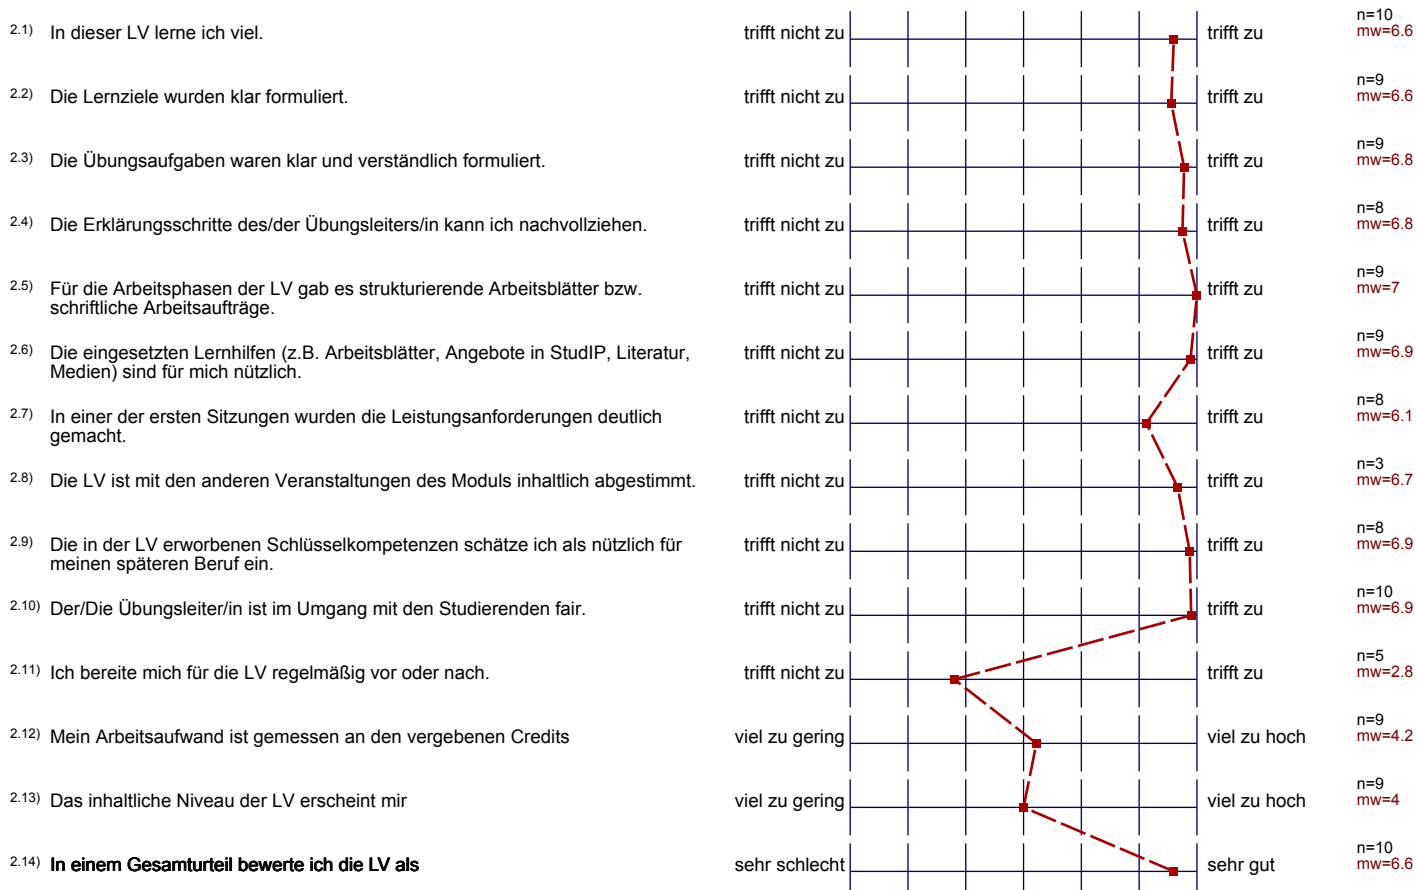 2.1) In dieser LV lerne ich viel. trifft nicht zu trifft zu n=10
mw=6.6
2.2) Die Lernziele wurden klar formuliert. trifft nicht zu trifft zu n=9
mw=6.6
2.3) Die Übungsaufgaben waren klar und verständlich formuliert. trifft nicht zu trifft zu n=9
mw=6.8
2.4) Die Erklärungsschritte des/der Übungsleiters/in kann ich nachvollziehen. trifft nicht zu trifft zu n=8
mw=6.8
2.5) Für die Arbeitsphasen der LV gab es strukturierende Arbeitsblätter bzw. trifft nicht zu trifft zu n=9
schriftliche Arbeitsaufträge. mw=7
2.6) Die eingesetzten Lernhilfen (z.B. Arbeitsblätter, Angebote in StudIP, Literatur, trifft nicht zu trifft zu n=9
Medien) sind für mich nützlich. mw=6.9
2.7) In einer der ersten Sitzungen wurden die Leistungsanforderungen deutlich trifft nicht zu trifft zu n=8
gemacht. mw=6.1
2.8) Die LV ist mit den anderen Veranstaltungen des Moduls inhaltlich abgestimmt. trifft nicht zu trifft zu n=3
mw=6.7
2.9) Die in der LV erworbenen Schlüsselkompetenzen schätze ich als nützlich für trifft nicht zu trifft zu n=8
meinen späteren Beruf ein. mw=6.9
2.10) Der/Die Übungsleiter/in ist im Umgang mit den Studierenden fair. trifft nicht zu trifft zu n=10
mw=6.9
2.11) Ich bereite mich für die LV regelmäßig vor oder nach. trifft nicht zu trifft zu n=5
mw=2.8
2.12) Mein Arbeitsaufwand ist gemessen an den vergebenen Credits viel zu gering viel zu hoch n=9
mw=4.2
2.13) Das inhaltliche Niveau der LV erscheint mir viel zu gering viel zu hoch n=9
mw=4
2.14) In einem Gesamturteil bewerte ich die LV als sehr schlecht sehr gut n=10
mw=6.6